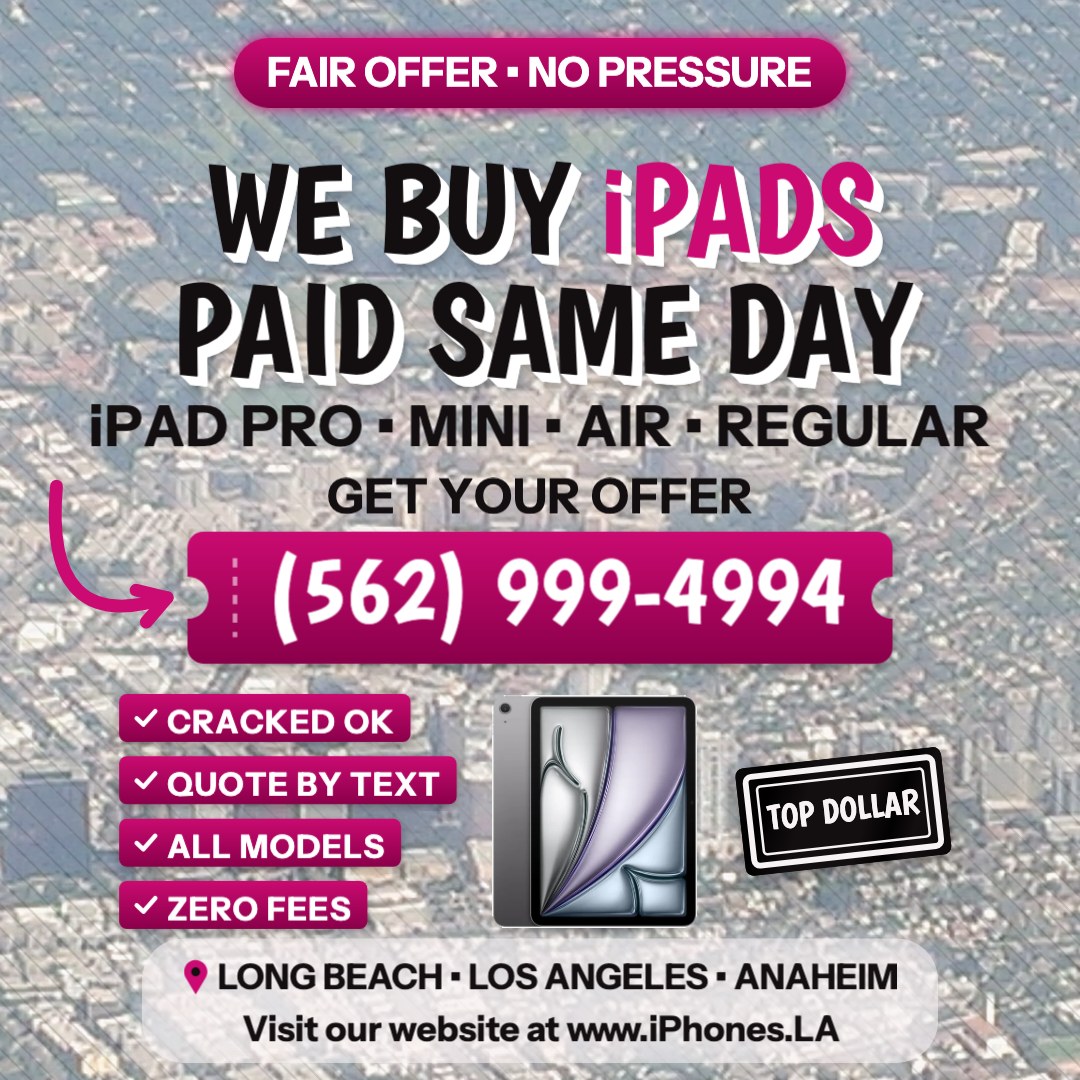 FAIR OFFER ▪ NO PRESSURE
WE BUY iPADS
PAID SAME DAY
iPAD PRO ▪ MINI ▪ AIR ▪ REGULAR
GET YOUR OFFER
(562) 999-4994
✓ CRACKED OK
✓ QUOTE BY TEXT
✓ ALL MODELS
✓ ZERO FEES
TOP DOLLAR
LONG BEACH ▪ LOS ANGELES ▪ ANAHEIM
Visit our website at www.iPhones.LA